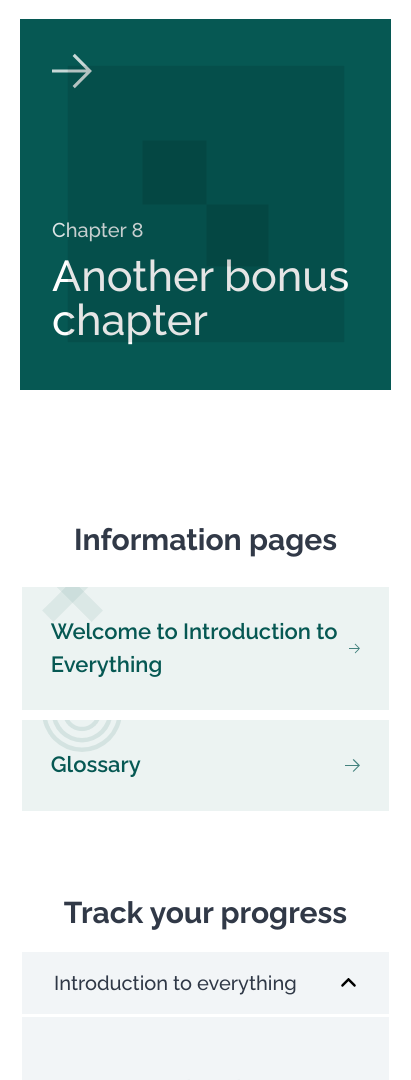 Chapter 8
Another bonus
chapter
Information pages
Welcome to Introduction to
Everything
Glossary
Track your progress
Introduction to everything